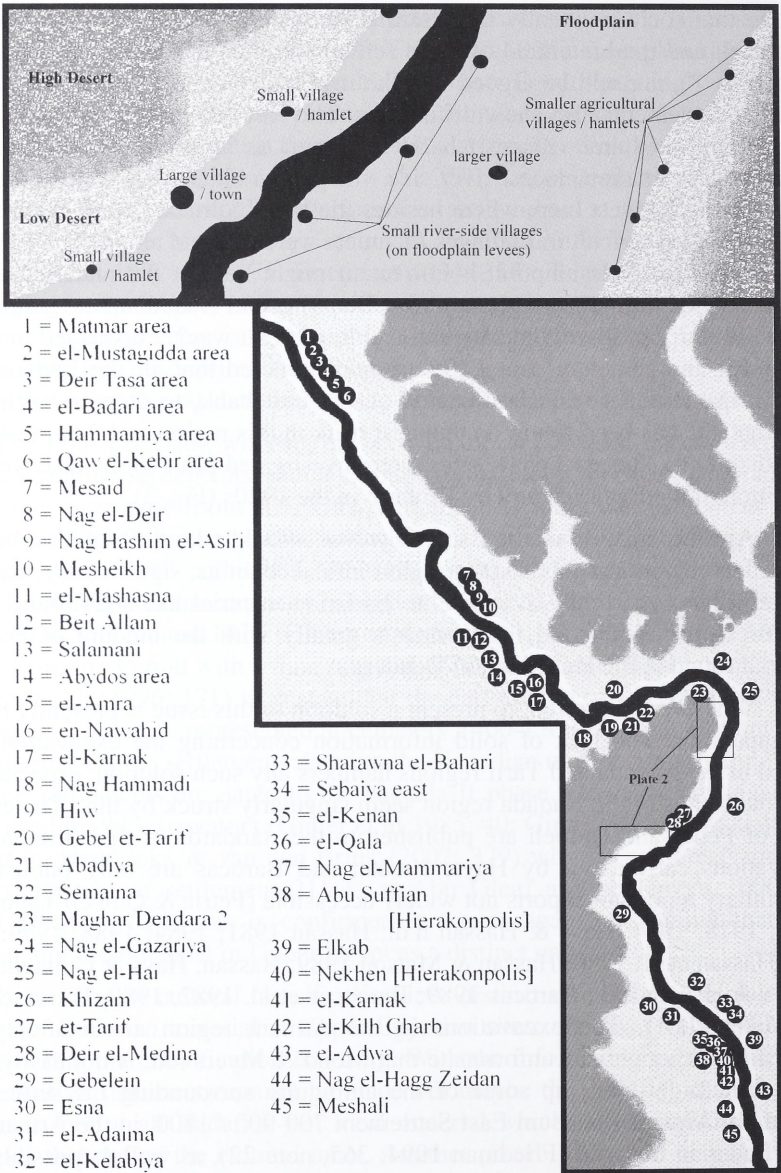 Floodplain
High Desert
Small village
/ hamlet
Smaller agricultural
villages / hamlets
larger village
Large village
/ town
Low Desert
Small river-side villages
(on floodplain levees)
Small village
/ hamlet
1 = Matmar area
2 = el-Mustagidda area
3 = Deir Tasa area
4 = el-Badari area
5 = Hammamiya area
6 = Qaw el-Kebir area
7 = Mesaid
8 = Nag el-Deir
9 = Nag Hashim el-Asiri
10 = Mesheikh
11 = el-Mashasna
12 = Beit Allam
13 = Salamani
14 = Abydos area
15 = el-Amra
16 = en-Nawahid
17 = el-Karnak
18 = Nag Hammadi
19 = Hiw
20 = Gebel et-Tarif
21 = Abadiya
22 = Semaina
23 = Maghar Dendara 2
24 = Nag el-Gazariya
25 = Nag el-Hai
26 = Khizam
27 = et-Tarif
28 = Deir el-Medina
29 = Gebelein
30 = Esna
31 = el-Adaima
32 = el-Kelabiya
33 = Sharawna el-Bahari
34 = Sebaiya east
35 = el-Kenan
36 = el-Qala
37 = Nag el-Mammariya
38 = Abu Suffian
[Hierakonpolis]
39 = Elkab
40 = Nekhen [Hierakonpolis]
41 = el-Karnak
42 = el-Kilh Gharb
43 = el-Adwa
44 = Nag el-Hagg Zeidan
45 = Meshali
1
2
3
4
5
6
7
8
9
10
11 12
13
14
15 16
17
18
19 21
20
22
23
24
25
Plate 2
26
27
28
29
30
31
32
33
34
35 36
37
38 40
39
41
42
43
44
45